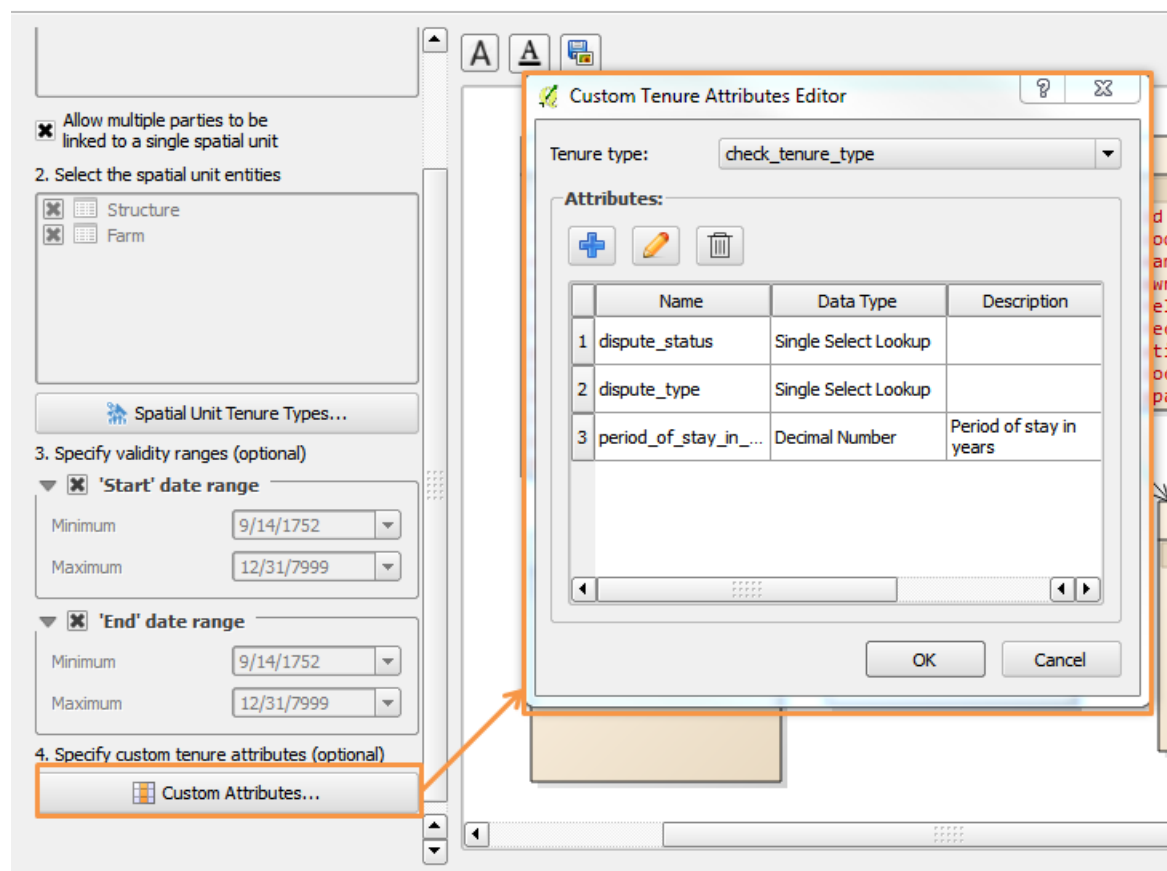 Allow multiple parties to be
linked to a single spatial unit
2. Select the spatial unit entities
Structure
Farm
Spatial Unit Tenure Types...
3. Specify validity ranges (optional)
'Start' date range
Minimum 9/14/1752
Maximum 12/31/7999
'End' date range
Minimum 9/14/1752
Maximum 12/31/7999
4. Specify custom tenure attributes (optional)
Custom Attributes...
A A
Custom Tenure Attributes Editor
Tenure type: check_tenure_type
Attributes:
Name Data Type Description
1 dispute_status Single Select Lookup
2 dispute_type Single Select Lookup
3 period_of_stay_in_... Decimal Number Period of stay in
years
OK Cancel